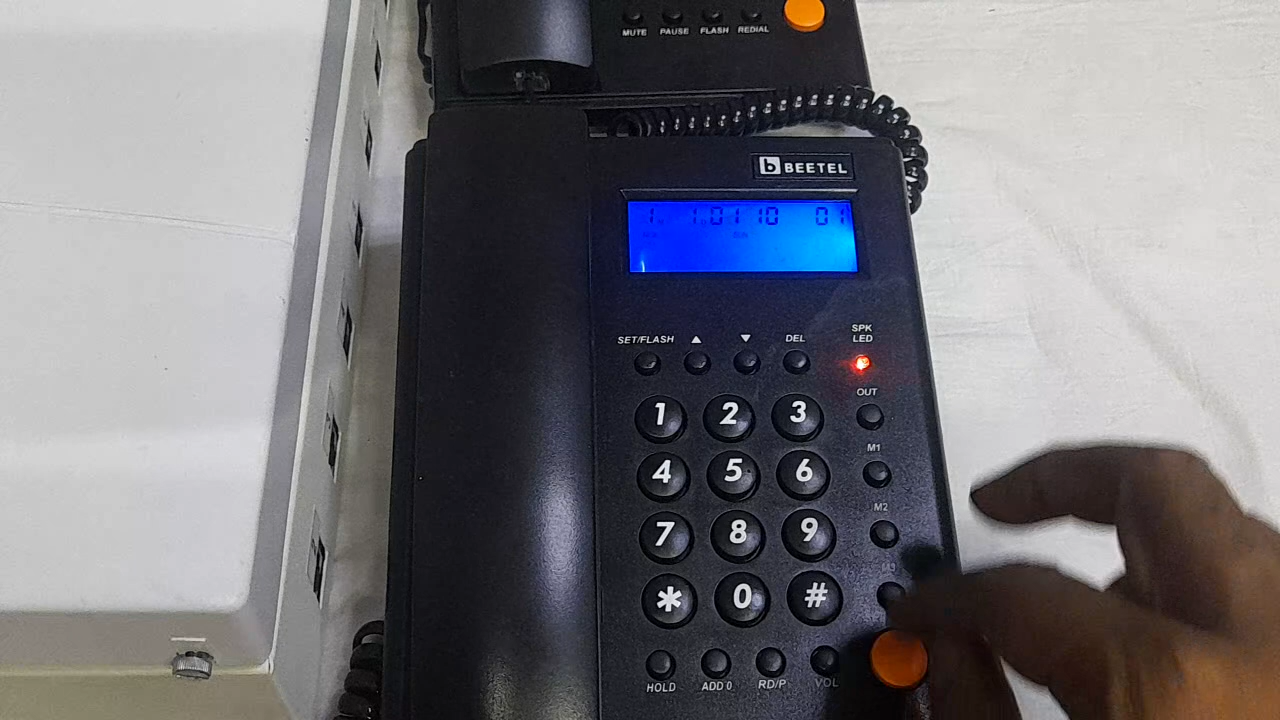 MUTE PAUSE FLASH REDIAL
b BEETEL
1 1 01 10 01
SET/FLASH ▲ ▼ DEL SPK LED
OUT
1 2 3
M1
4 5 6
M2
7 8 9
M3
* 0 #
HOLD ADD 0 RD/P VOL